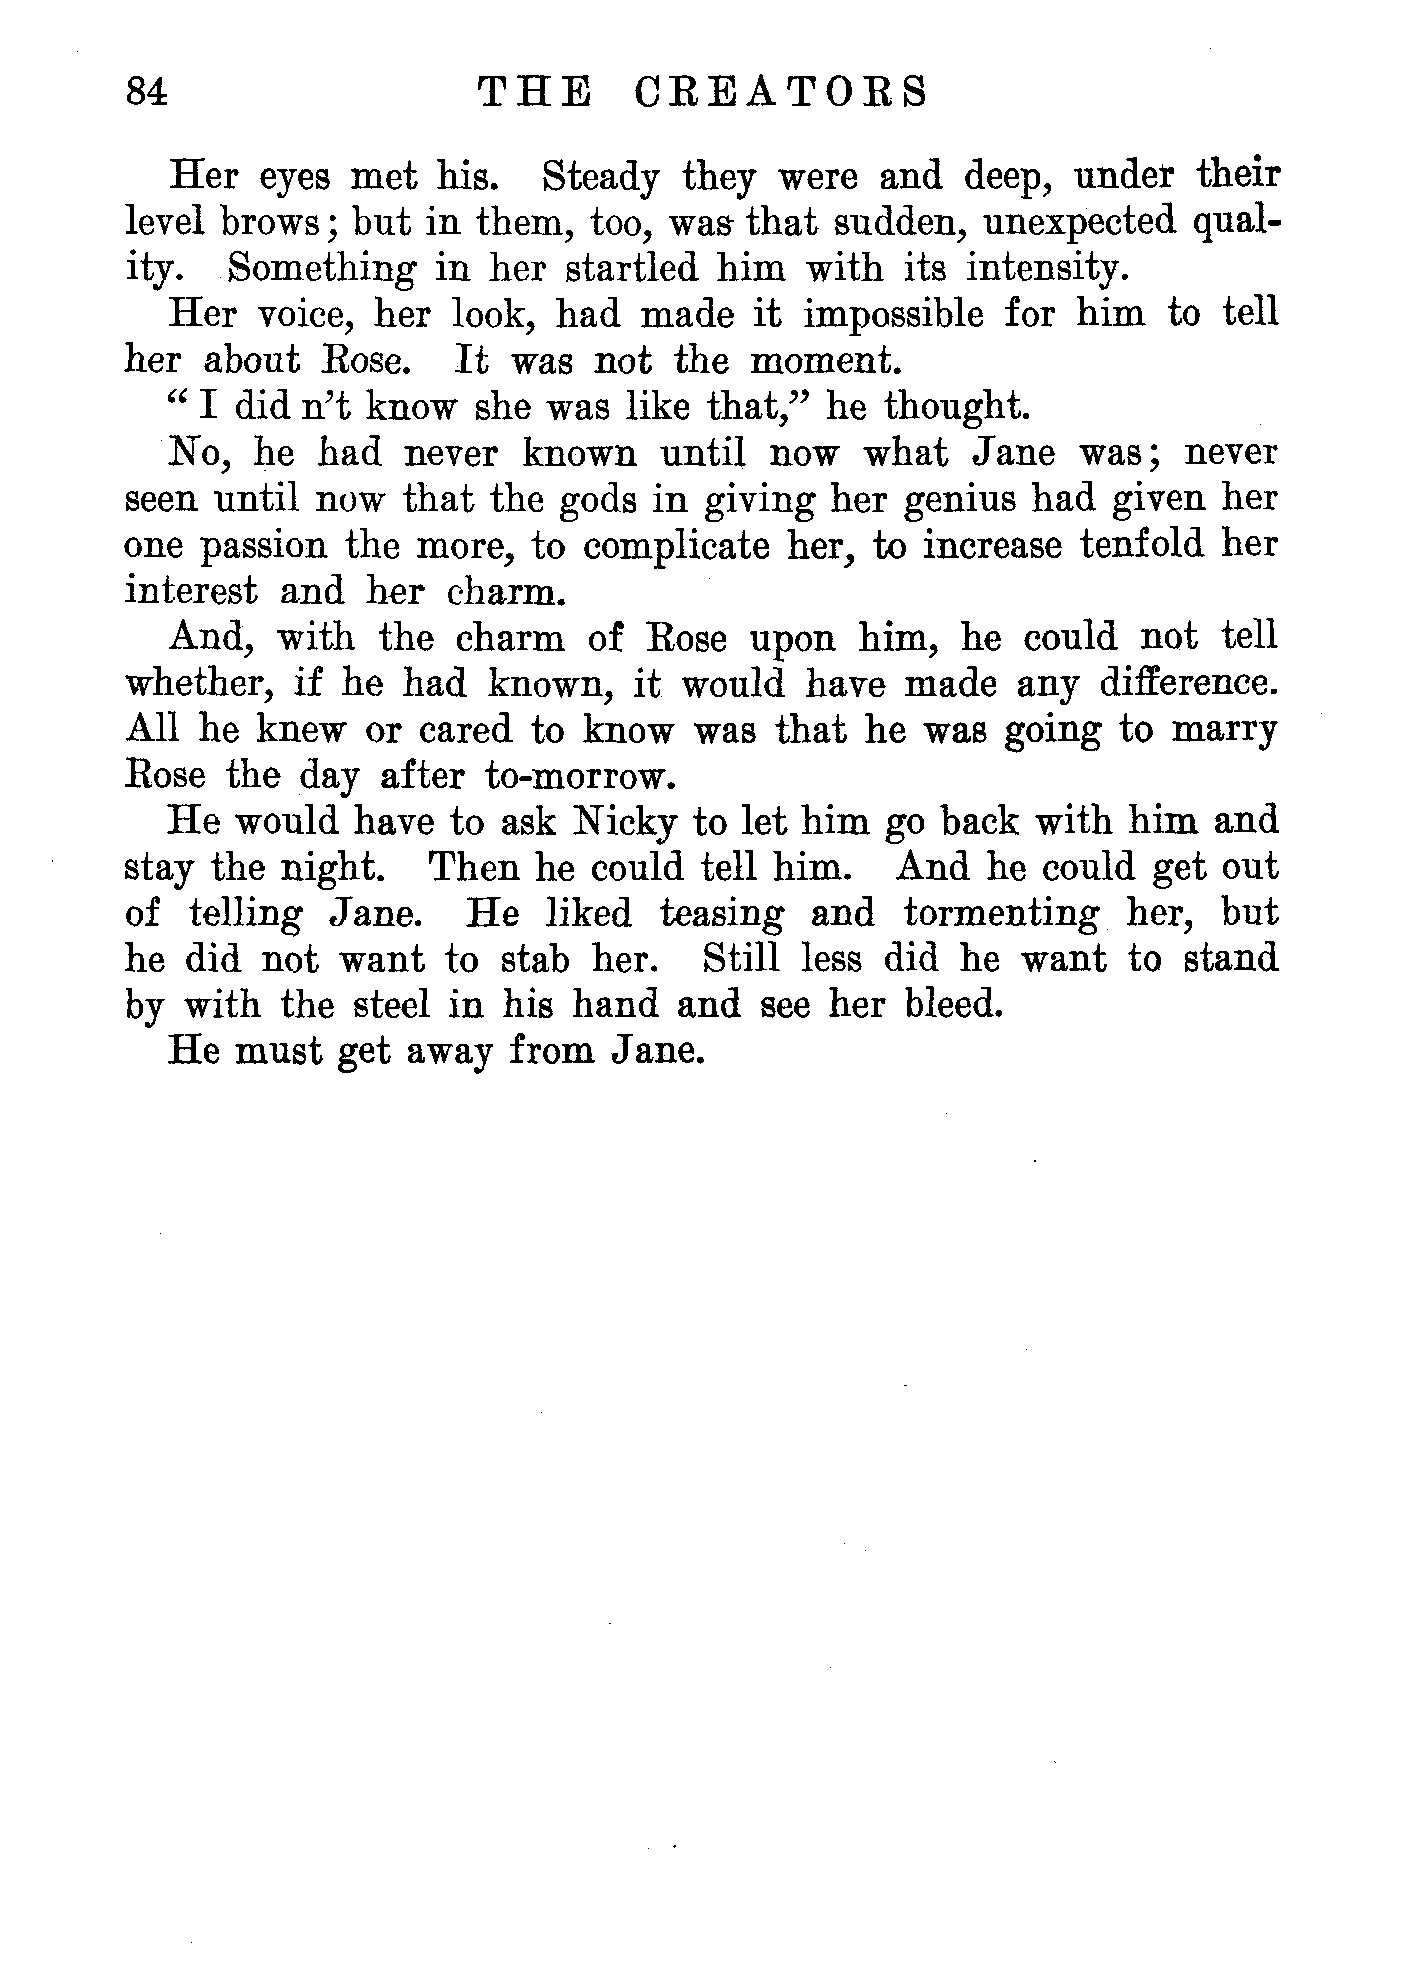 84 THE CREATORS
Her eyes met his. Steady they were and deep, under their
level brows; but in them, too, was that sudden, unexpected qual-
ity. Something in her startled him with its intensity.
Her voice, her look, had made it impossible for him to tell
her about Rose. It was not the moment.
“I did n’t know she was like that,” he thought.
No, he had never known until now what Jane was; never
seen until now that the gods in giving her genius had given her
one passion the more, to complicate her, to increase tenfold her
interest and her charm.
And, with the charm of Rose upon him, he could not tell
whether, if he had known, it would have made any difference.
All he knew or cared to know was that he was going to marry
Rose the day after to-morrow.
He would have to ask Nicky to let him go back with him and
stay the night. Then he could tell him. And he could get out
of telling Jane. He liked teasing and tormenting her, but
he did not want to stab her. Still less did he want to stand
by with the steel in his hand and see her bleed.
He must get away from Jane.